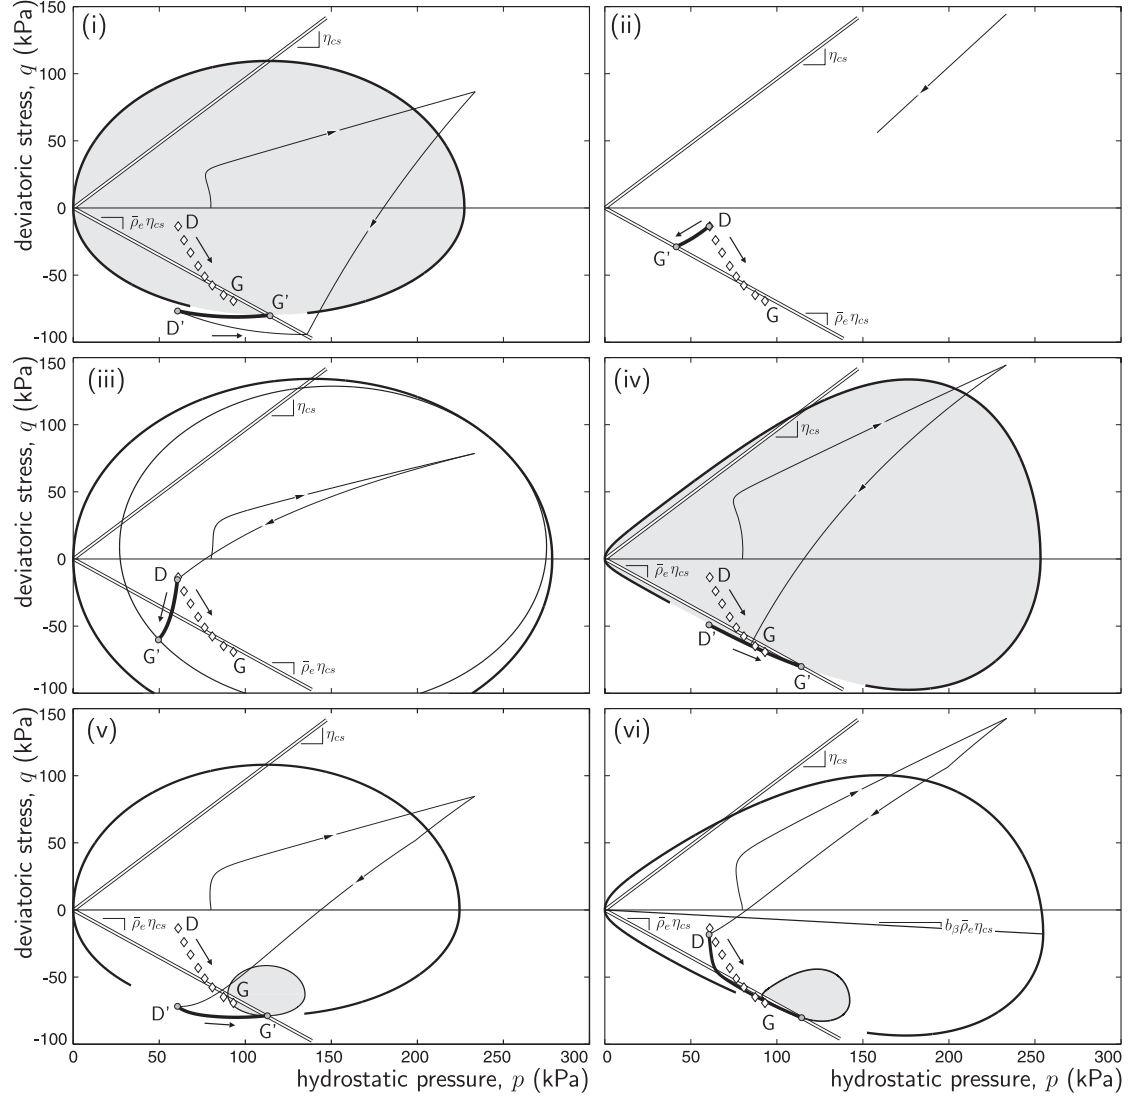 (i)
(ii)
deviatoric stress, q (kPa)
150
100
50
0
-50
-100
η_cs
ρ̄_e η_cs
D
G
G'
D'
η_cs
D
G'
G
ρ̄_e η_cs
(iii)
(iv)
deviatoric stress, q (kPa)
150
100
50
0
-50
-100
η_cs
D
G'
G
ρ̄_e η_cs
η_cs
ρ̄_e η_cs
D
D'
G
G'
(v)
(vi)
deviatoric stress, q (kPa)
150
100
50
0
-50
-100
η_cs
ρ̄_e η_cs
D
D'
G
G'
η_cs
ρ̄_e η_cs
b_β ρ̄_e η_cs
D
G
G'
0 50 100 150 200 250 300
0 50 100 150 200 250 300
hydrostatic pressure, p (kPa)
hydrostatic pressure, p (kPa)